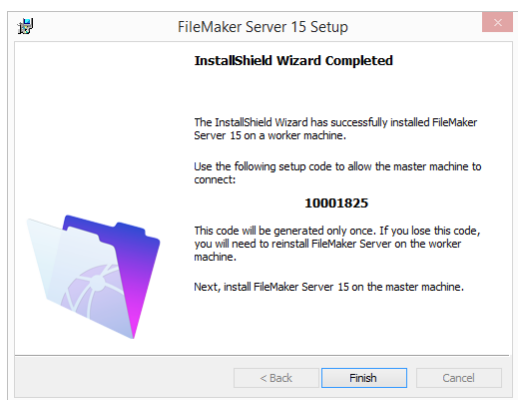 FileMaker Server 15 Setup
InstallShield Wizard Completed
The InstallShield Wizard has successfully installed FileMaker
Server 15 on a worker machine.
Use the following setup code to allow the master machine to
connect:
10001825
This code will be generated only once. If you lose this code,
you will need to reinstall FileMaker Server on the worker
machine.
Next, install FileMaker Server 15 on the master machine.
< Back Finish Cancel